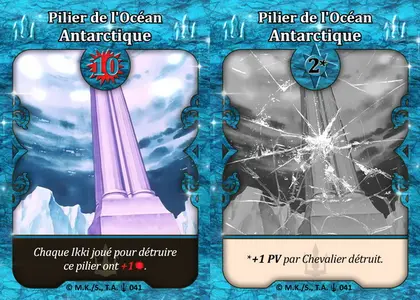 Pilier de l'Océan
Antarctique
10
Chaque Ikki joué pour détruire
ce pilier ont +1.
© M.K./S., T.A. 041
Pilier de l'Océan
Antarctique
2*
*+1 PV par Chevalier détruit.
© M.K./S., T.A. 041